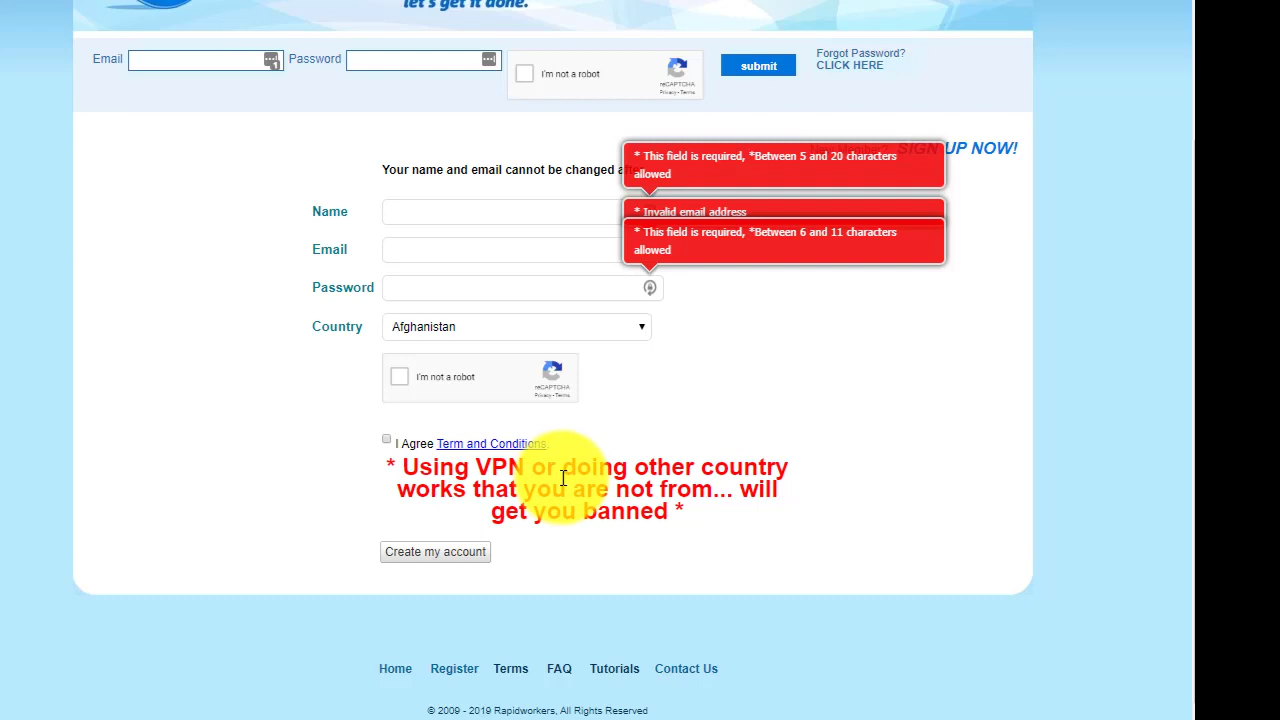 let's get it done.
Email
Password
I'm not a robot
reCAPTCHA
Privacy - Terms
submit
Forgot Password?
CLICK HERE
SIGN UP NOW!
* This field is required, *Between 5 and 20 characters
allowed
Your name and email cannot be changed
Name
* Invalid email address
* This field is required, *Between 6 and 11 characters
allowed
Email
Password
Country
Afghanistan
I'm not a robot
reCAPTCHA
Privacy - Terms
I Agree Term and Conditions.
* Using VPN or doing other country
works that you are not from... will
get you banned *
Create my account
Home Register Terms FAQ Tutorials Contact Us
© 2009 - 2019 Rapidworkers, All Rights Reserved